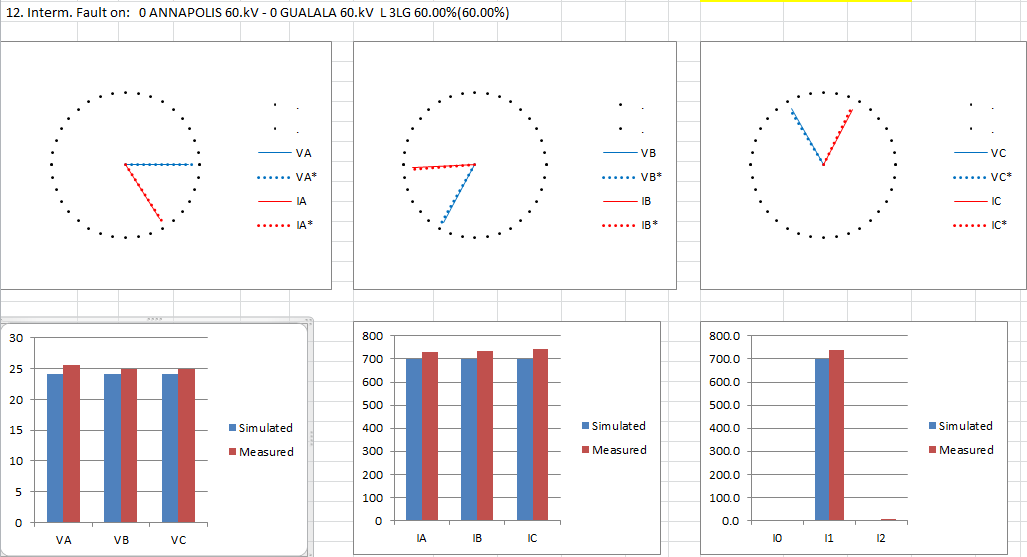 12. Interm. Fault on:   0 ANNAPOLIS 60.kV - 0 GUALALA 60.kV  L 3LG 60.00%(60.00%)
VA
VA*
IA
IA*
VB
VB*
IB
IB*
VC
VC*
IC
IC*
30
25
20
15
10
5
0
VA VB VC
Simulated
Measured
800
700
600
500
400
300
200
100
0
IA IB IC
Simulated
Measured
800.0
700.0
600.0
500.0
400.0
300.0
200.0
100.0
0.0
I0 I1 I2
Simulated
Measured